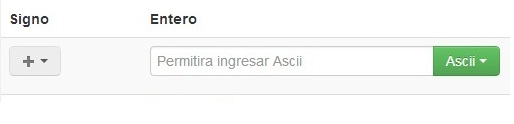 Signo Entero
+ Permitira ingresar Ascii Ascii